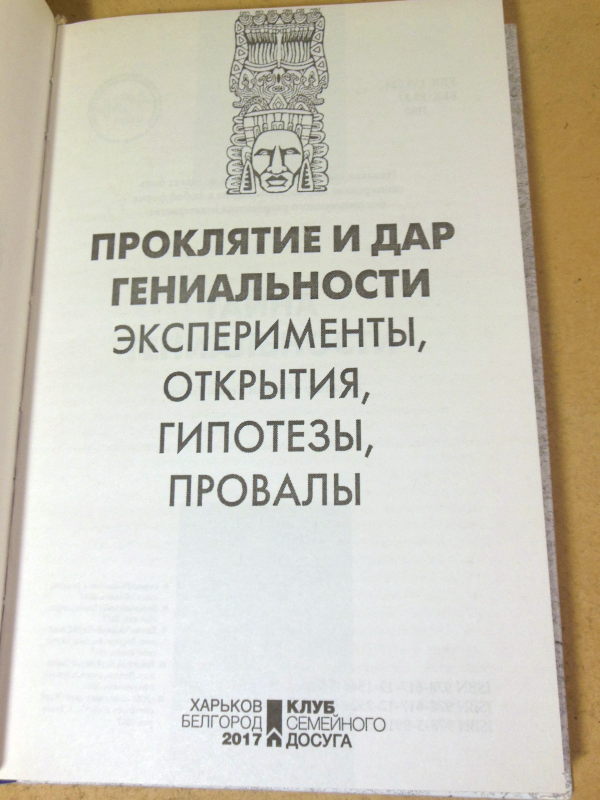 ПРОКЛЯТИЕ И ДАР
ГЕНИАЛЬНОСТИ
ЭКСПЕРИМЕНТЫ,
ОТКРЫТИЯ,
ГИПОТЕЗЫ,
ПРОВАЛЫ
ХАРЬКОВ
БЕЛГОРОД
2017
КЛУБ
СЕМЕЙНОГО
ДОСУГА